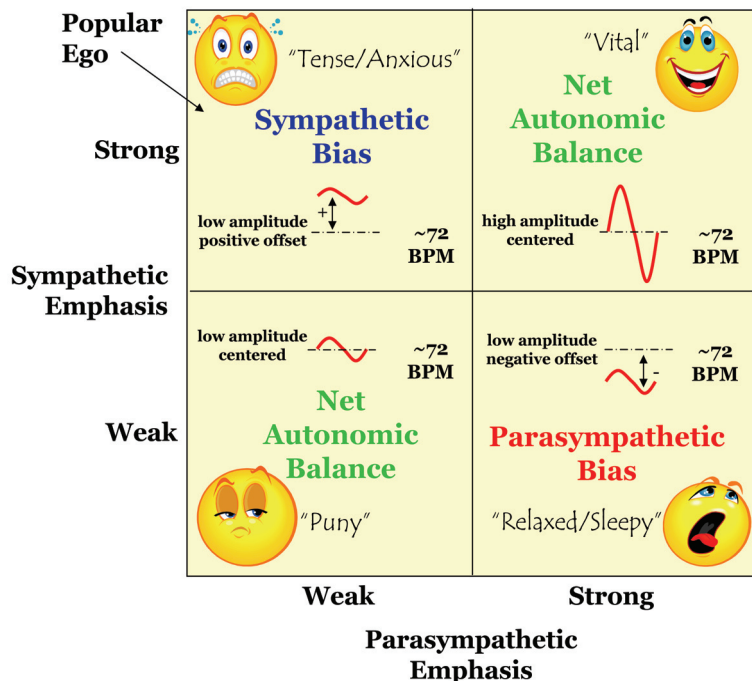 Popular
Ego
"Tense/Anxious"
"Vital"
Strong
Sympathetic
Bias
Net
Autonomic
Balance
low amplitude
positive offset
+
~72
BPM
high amplitude
centered
~72
BPM
Sympathetic
Emphasis
low amplitude
centered
~72
BPM
low amplitude
negative offset
-
~72
BPM
Weak
Net
Autonomic
Balance
Parasympathetic
Bias
"Puny"
"Relaxed/Sleepy"
Weak
Strong
Parasympathetic
Emphasis